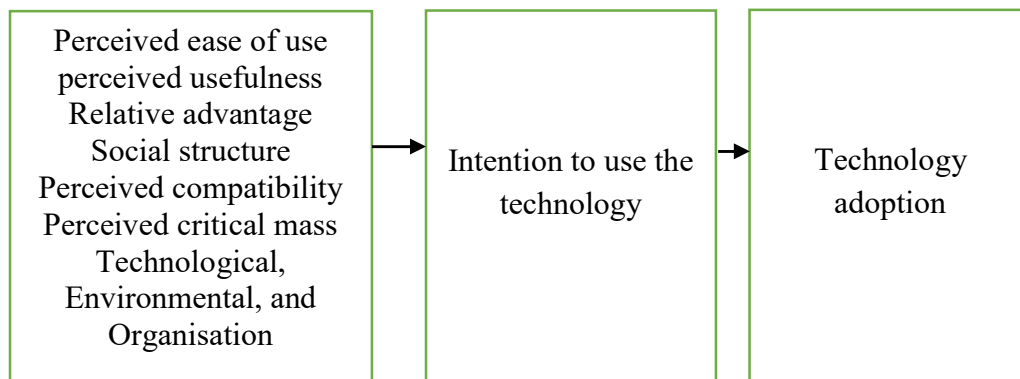 Perceived ease of use
perceived usefulness
Relative advantage
Social structure
Perceived compatibility
Perceived critical mass
Technological,
Environmental, and
Organisation
Intention to use the
technology
Technology
adoption